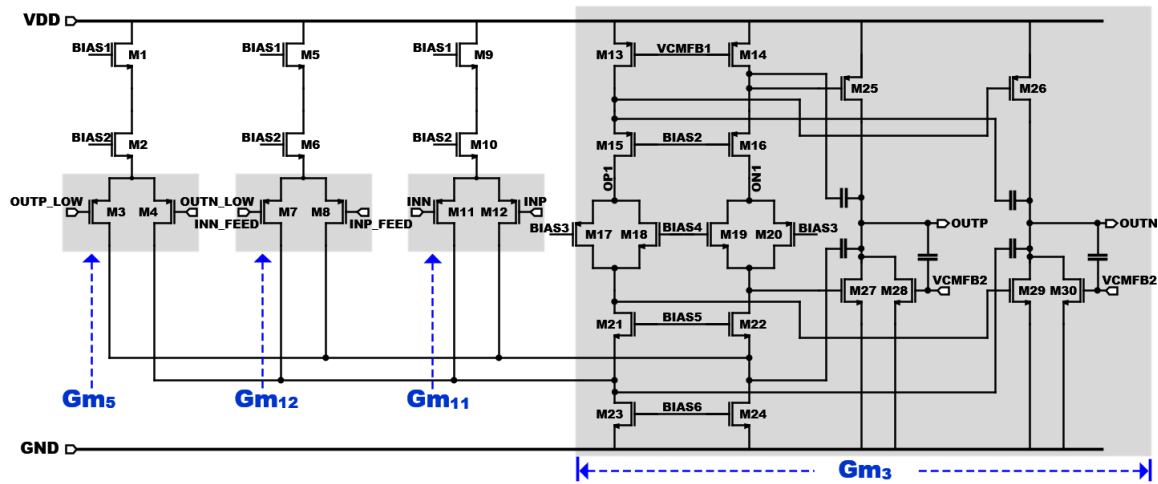 VDD
BIAS1 M1 BIAS1 M5 BIAS1 M9 M13 VCMFB1 M14
M25 M26
BIAS2 M2 BIAS2 M6 BIAS2 M10 M15 BIAS2 M16
OP1 ON1
OUTP_LOW M3 M4 OUTN_LOW
INN_FEED M7 M8 INP_FEED
INN M11 M12 INP
BIAS3 M17 M18 BIAS4 M19 M20 BIAS3
OUTP OUTN
M27 M28 VCMFB2 M29 M30 VCMFB2
M21 BIAS5 M22
Gm5 Gm12 Gm11
M23 BIAS6 M24
GND
Gm3